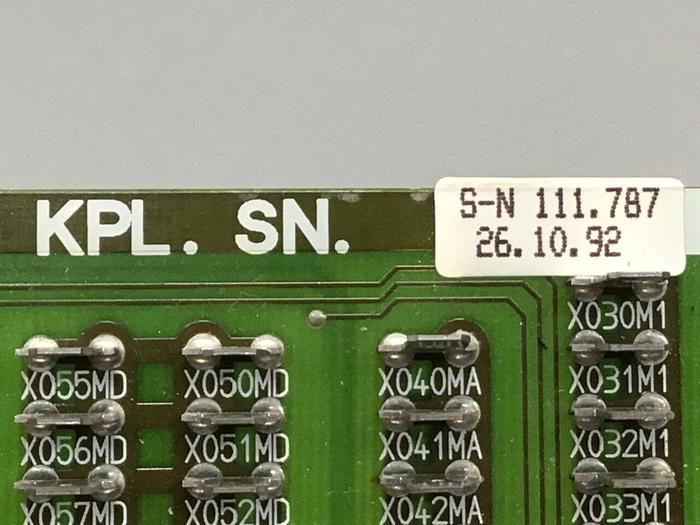 KPL. SN.
S-N 111.787
26.10.92
X030M1
X055MD X050MD X040MA X031M1
X056MD X051MD X041MA X032M1
X057MD X052MD X042MA X033M1